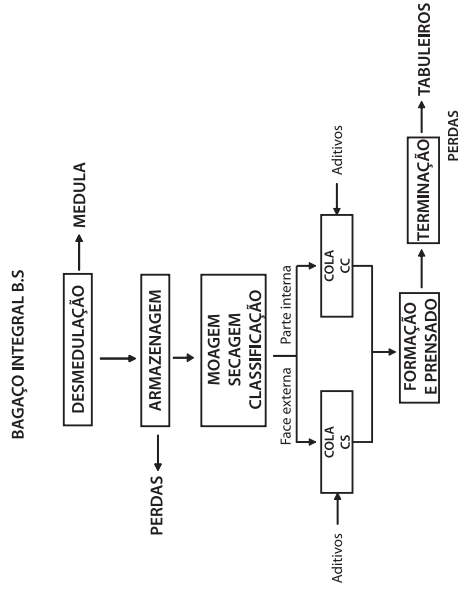 BAGAÇO INTEGRAL B.S
DESMEDULAÇÃO
MEDULA
ARMAZENAGEM
PERDAS
MOAGEM
SECAGEM
CLASSIFICAÇÃO
Face externa
Parte interna
Aditivos
COLA
CS
COLA
CC
Aditivos
FORMAÇÃO
E PRENSADO
TERMINAÇÃO
TABULEIROS
PERDAS